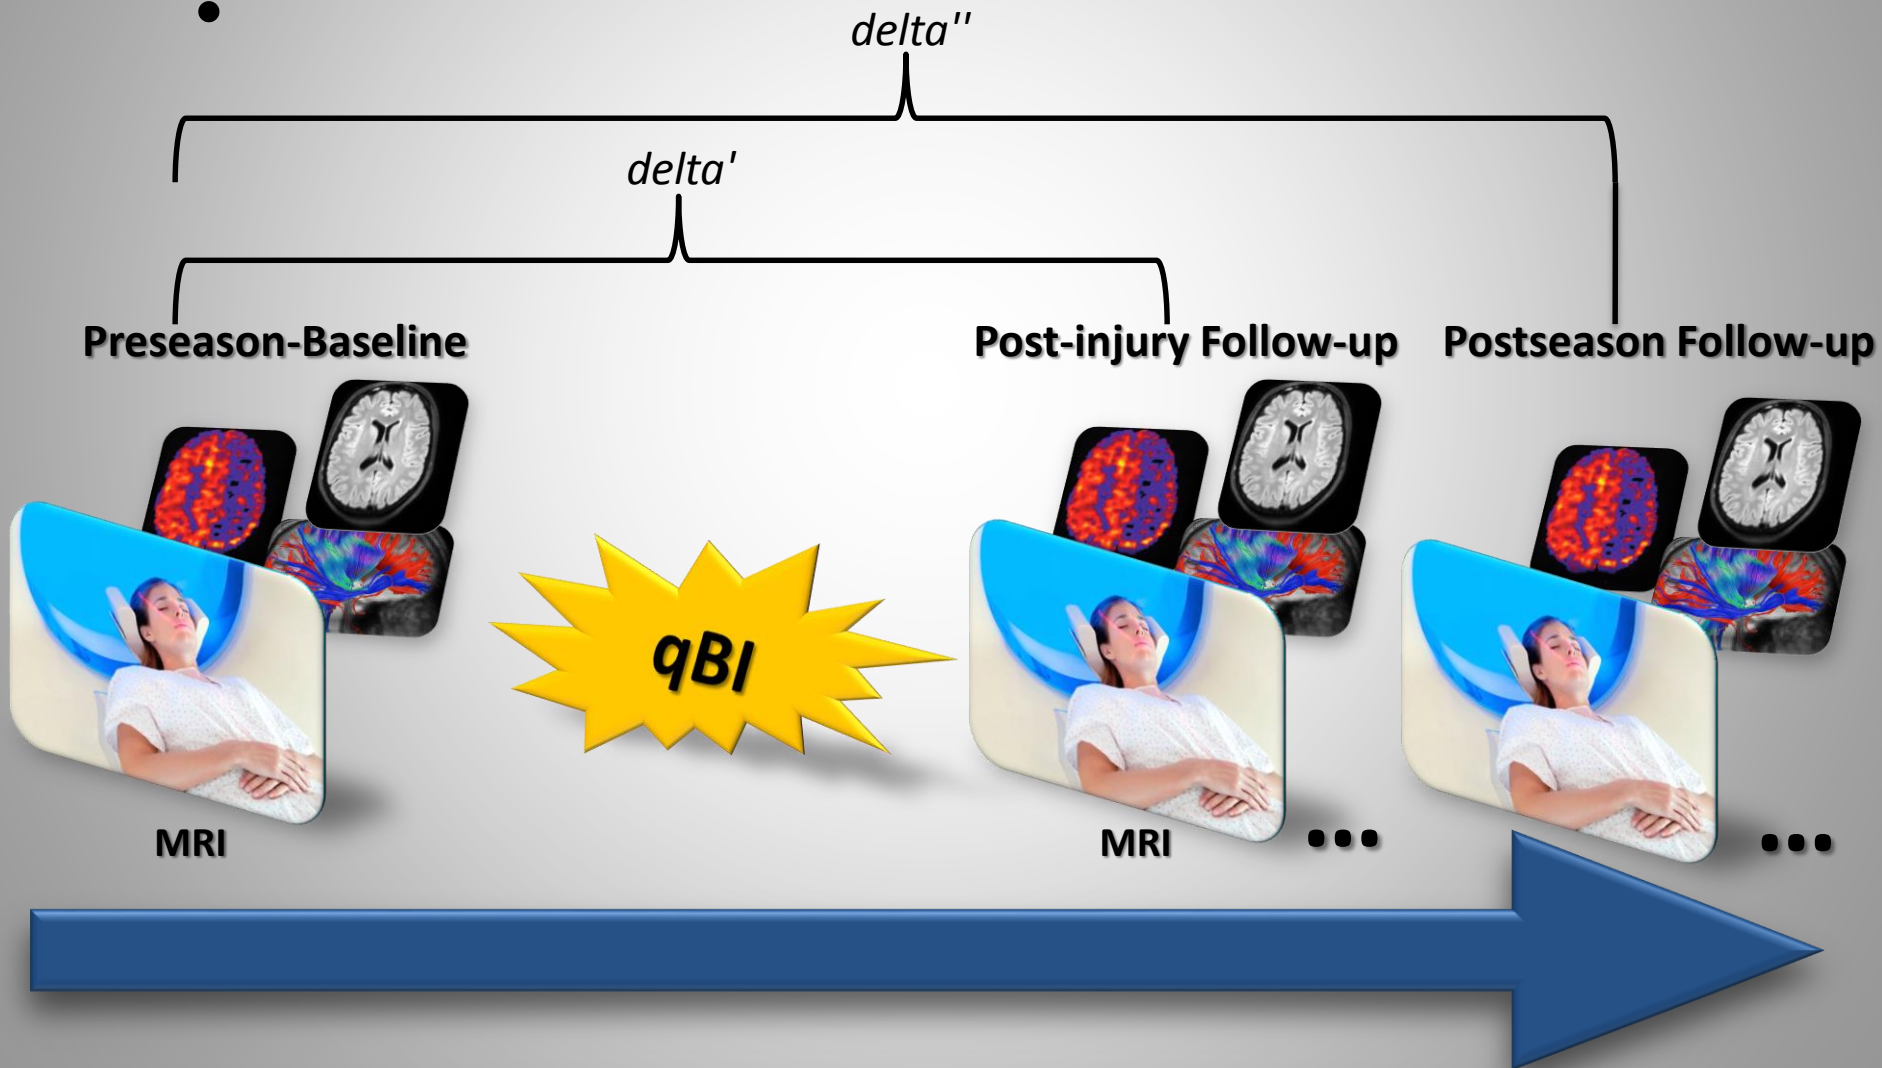 •
delta''
delta'
Preseason-Baseline
Post-injury Follow-up
Postseason Follow-up
qBI
MRI
MRI
...
...